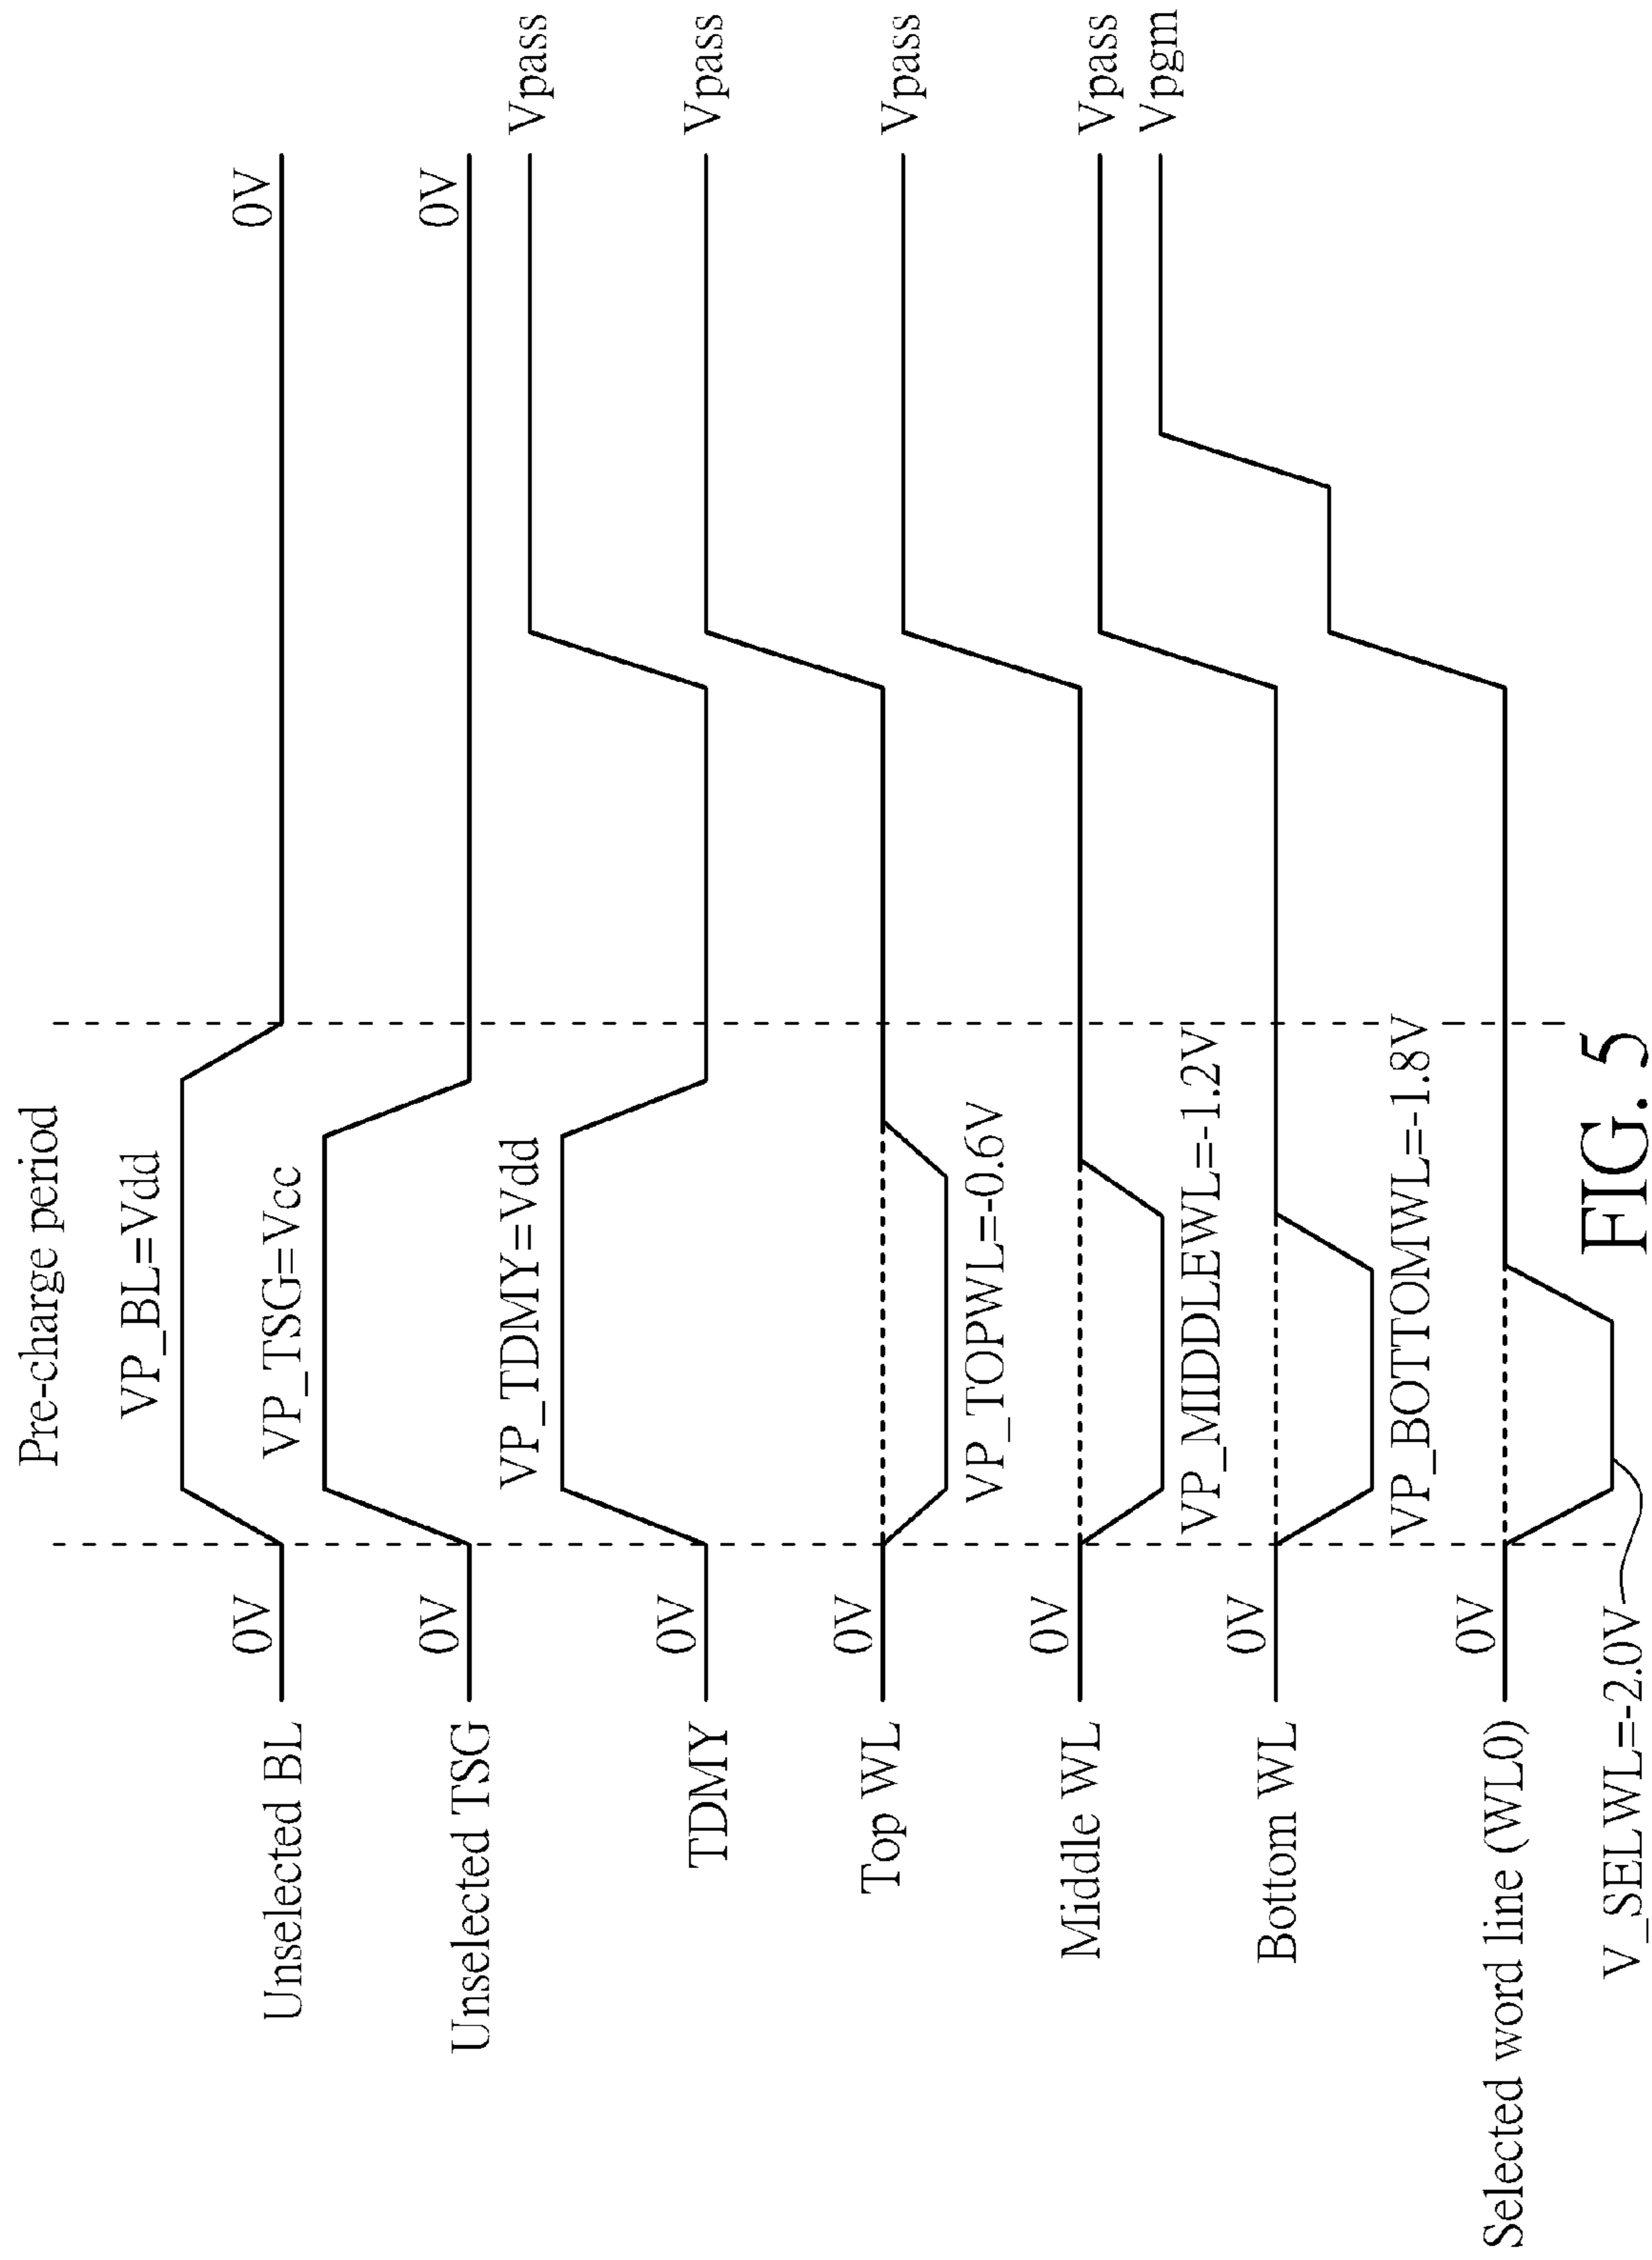 Pre-charge period
VP_BL=Vdd
Unselected BL
0V
0V
VP_TSG=Vcc
Unselected TSG
0V
0V
VP_TDMY=Vdd
TDMY
0V
Vpass
Top WL
0V
Vpass
VP_TOPWL=-0.6V
Middle WL
0V
Vpass
VP_MIDDLEWL=-1.2V
Bottom WL
0V
Vpass
VP_BOTTOMWL=-1.8V
Selected word line (WL0)
0V
Vpgm
V_SELWL=-2.0V
FIG. 5